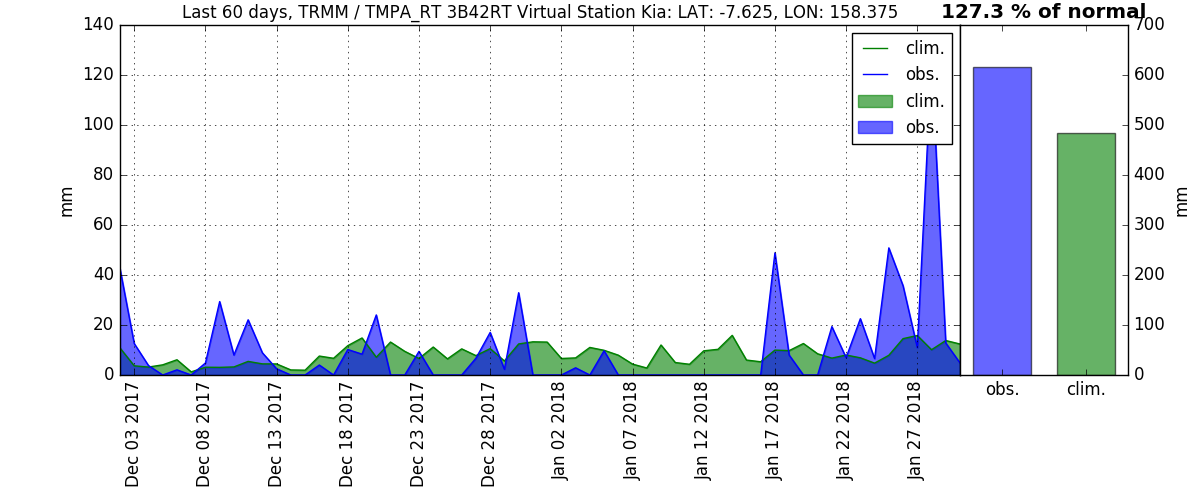 Last 60 days, TRMM / TMPA_RT 3B42RT Virtual Station Kia: LAT: -7.625, LON: 158.375
127.3 % of normal
140
120
100
80
60
40
20
0
mm
clim.
obs.
clim.
obs.
700
600
500
400
300
200
100
0
mm
Dec 03 2017
Dec 08 2017
Dec 13 2017
Dec 18 2017
Dec 23 2017
Dec 28 2017
Jan 02 2018
Jan 07 2018
Jan 12 2018
Jan 17 2018
Jan 22 2018
Jan 27 2018
obs.
clim.